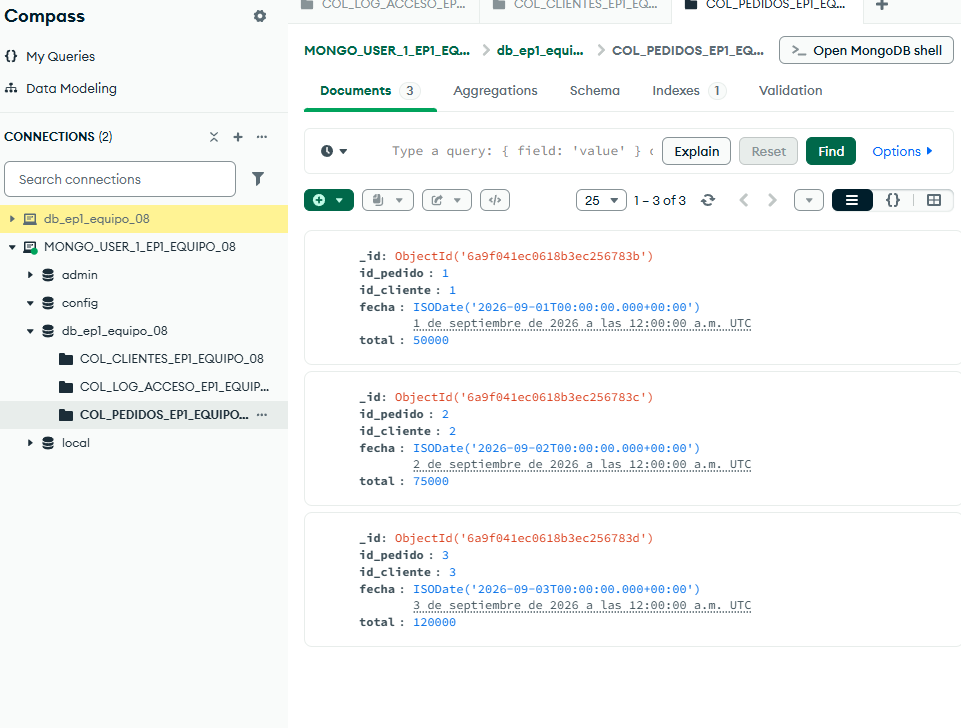 Compass
My Queries
Data Modeling
CONNECTIONS (2)
Search connections
db_ep1_equipo_08
MONGO_USER_1_EP1_EQUIPO_08
admin
config
db_ep1_equipo_08
COL_CLIENTES_EP1_EQUIPO_08
COL_LOG_ACCESO_EP1_EQUIP...
COL_PEDIDOS_EP1_EQUIPO...
local
COL_LOG_ACCESO_EP... COL_CLIENTES_EP1_EQ... COL_PEDIDOS_EP1_EQ...
MONGO_USER_1_EP1_EQ... db_ep1_equi... COL_PEDIDOS_EP1_EQ... >_ Open MongoDB shell
Documents 3 Aggregations Schema Indexes 1 Validation
Type a query: { field: 'value' } Explain Reset Find Options
25 1 – 3 of 3
_id: ObjectId('6a9f041ec0618b3ec256783b')
id_pedido : 1
id_cliente : 1
fecha : ISODate('2026-09-01T00:00:00.000+00:00')
1 de septiembre de 2026 a las 12:00:00 a.m. UTC
total : 50000
_id: ObjectId('6a9f041ec0618b3ec256783c')
id_pedido : 2
id_cliente : 2
fecha : ISODate('2026-09-02T00:00:00.000+00:00')
2 de septiembre de 2026 a las 12:00:00 a.m. UTC
total : 75000
_id: ObjectId('6a9f041ec0618b3ec256783d')
id_pedido : 3
id_cliente : 3
fecha : ISODate('2026-09-03T00:00:00.000+00:00')
3 de septiembre de 2026 a las 12:00:00 a.m. UTC
total : 120000